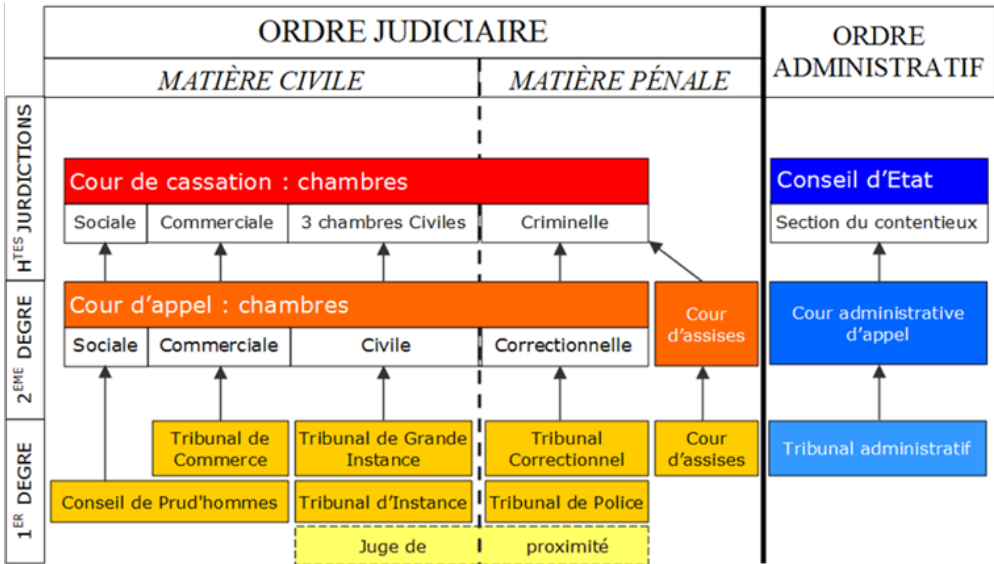 ORDRE JUDICIAIRE
ORDRE
ADMINISTRATIF
MATIÈRE CIVILE
MATIÈRE PÉNALE
HTES JURDICTIONS
Cour de cassation : chambres
Sociale
Commerciale
3 chambres Civiles
Criminelle
Conseil d'Etat
Section du contentieux
2EME DEGRE
Cour d'appel : chambres
Sociale
Commerciale
Civile
Correctionnelle
Cour
d'assises
Cour administrative
d'appel
1ER DEGRE
Tribunal de
Commerce
Tribunal de Grande
Instance
Tribunal
Correctionnel
Cour
d'assises
Tribunal administratif
Conseil de Prud'hommes
Tribunal d'Instance
Tribunal de Police
Juge de proximité